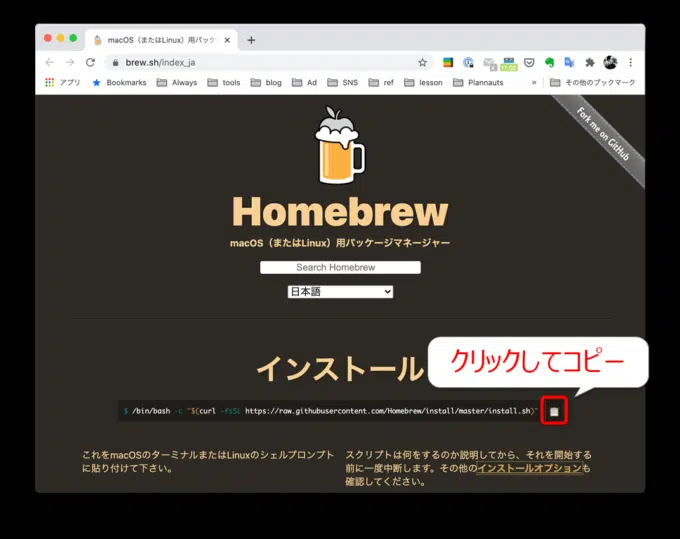 macOS（またはLinux）用パッケ
brew.sh/index_ja
アプリ Bookmarks Always tools blog Ad SNS ref lesson Plannauts » その他のブックマーク
Fork me on GitHub
Homebrew
macOS（またはLinux）用パッケージマネージャー
Search Homebrew
日本語
インストール
クリックしてコピー
$ /bin/bash -c "$(curl -fsSL https://raw.githubusercontent.com/Homebrew/install/master/install.sh)"
これをmacOSのターミナルまたはLinuxのシェルプロンプト
に貼り付けて下さい。
スクリプトは何をするのか説明してから、それを開始する
前に一度中断します。その他のインストールオプションも
確認してください。